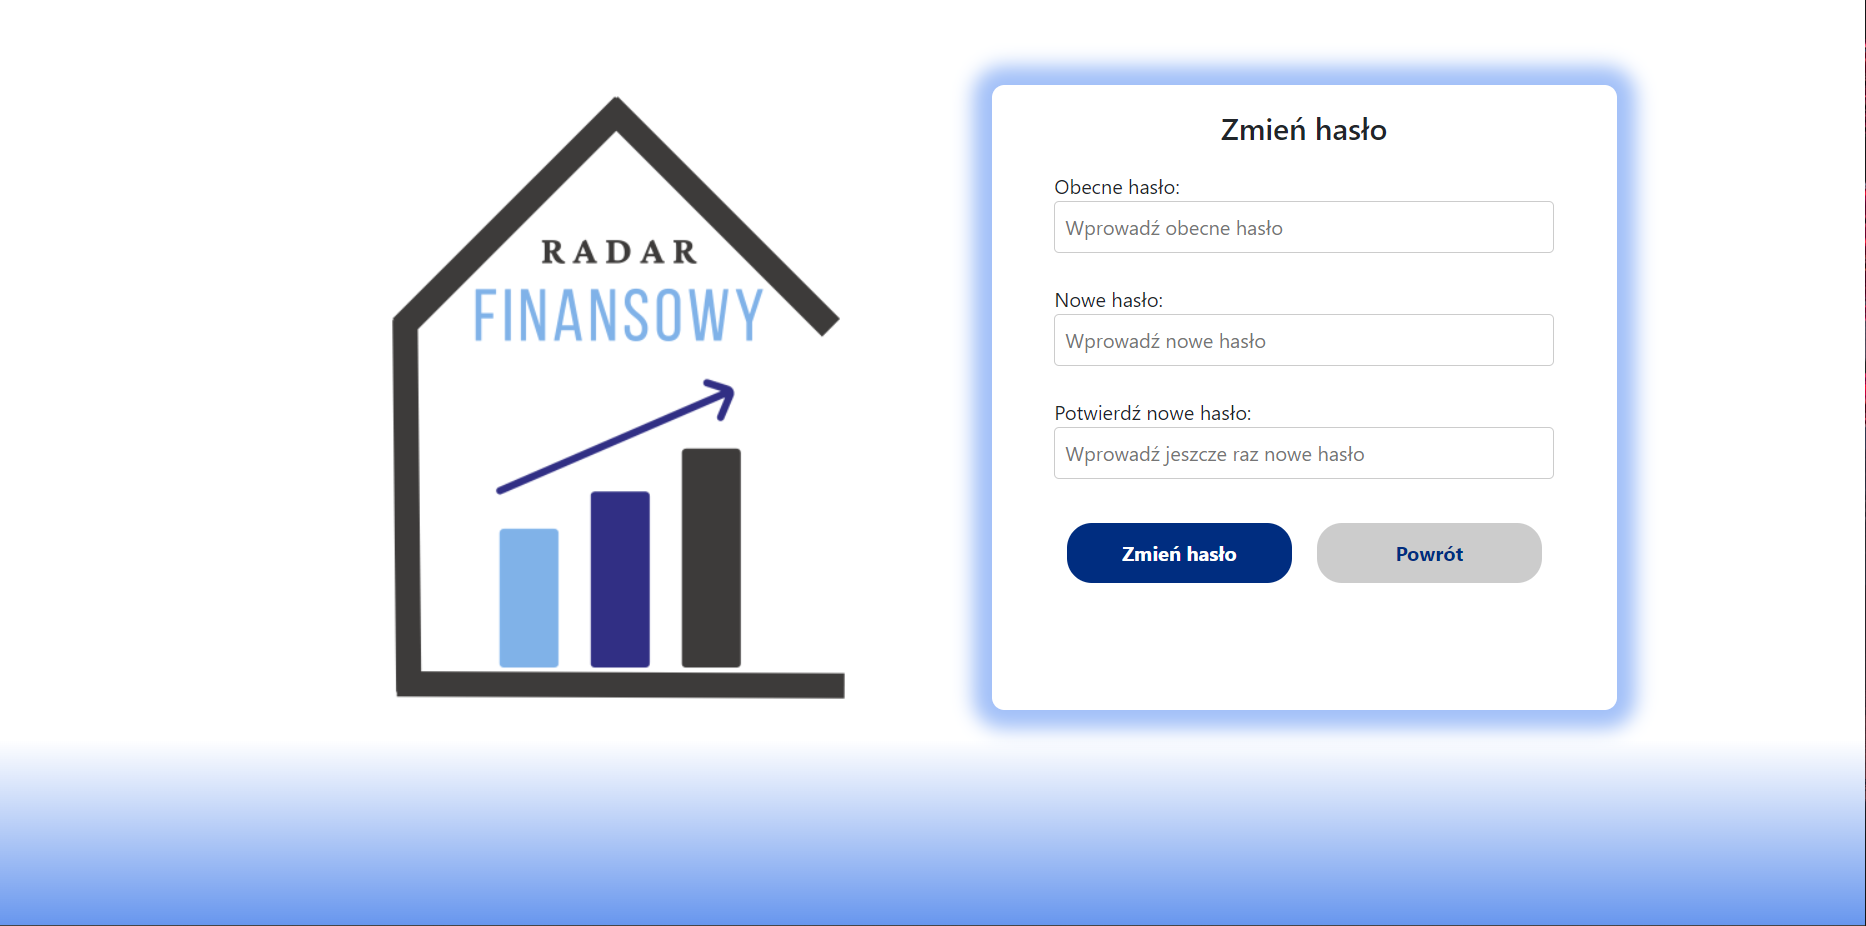 RADAR
FINANSOWY
Zmień hasło
Obecne hasło:
Wprowadź obecne hasło
Nowe hasło:
Wprowadź nowe hasło
Potwierdź nowe hasło:
Wprowadź jeszcze raz nowe hasło
Zmień hasło
Powrót